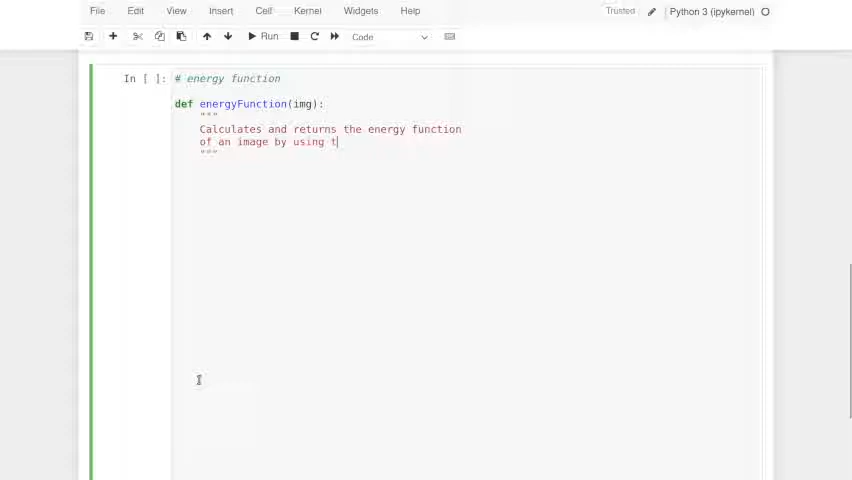 File Edit View Insert Cell Kernel Widgets Help Trusted Python 3 (ipykernel)
Run Code
In [ ]: # energy function
def energyFunction(img):
"""
Calculates and returns the energy function
of an image by using t
"""